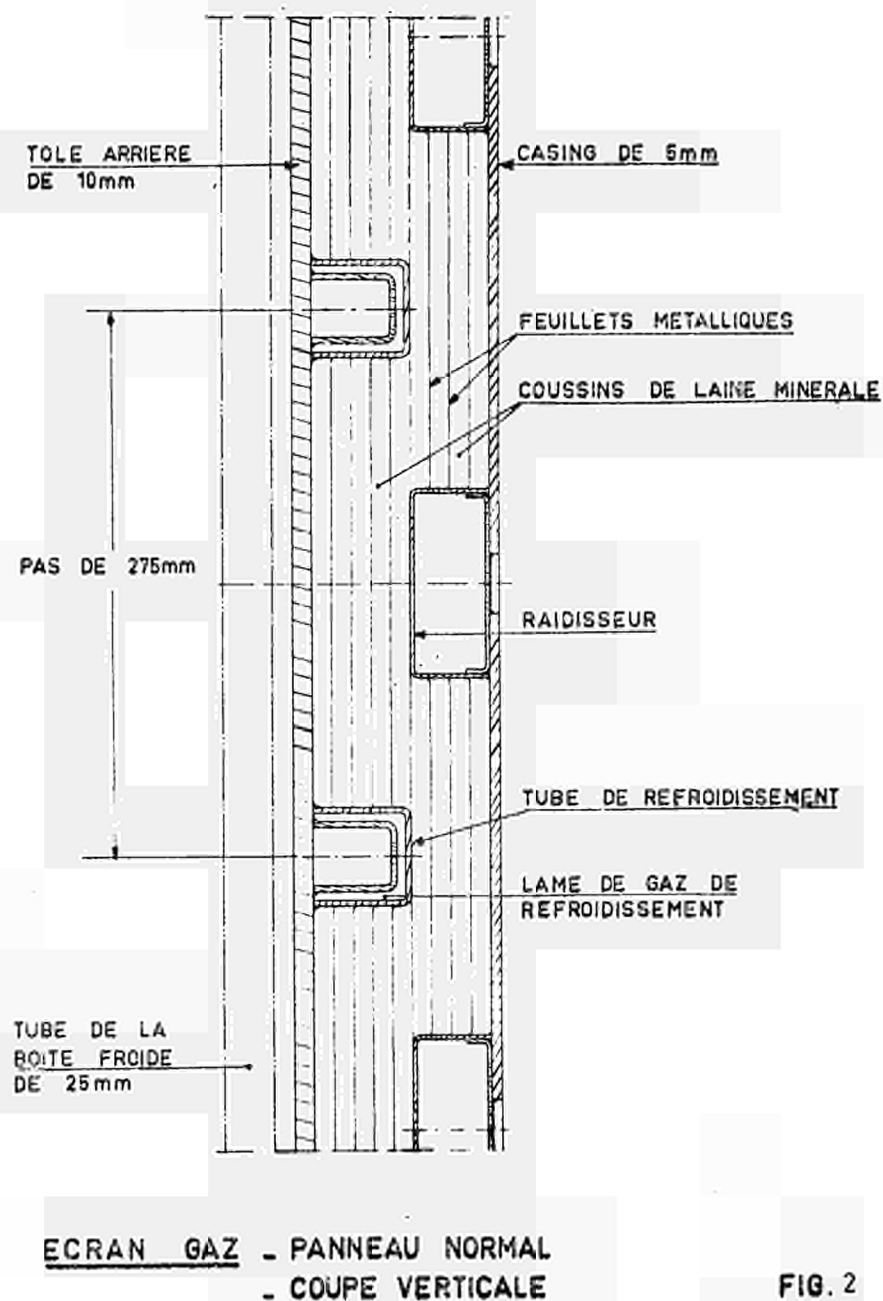 TOLE ARRIERE
DE 10mm
CASING DE 5mm
FEUILLETS METALLIQUES
COUSSINS DE LAINE MINERALE
PAS DE 275mm
RAIDISSEUR
TUBE DE REFROIDISSEMENT
LAME DE GAZ DE
REFROIDISSEMENT
TUBE DE LA
BOITE FROIDE
DE 25mm
ECRAN GAZ - PANNEAU NORMAL
- COUPE VERTICALE
FIG. 2